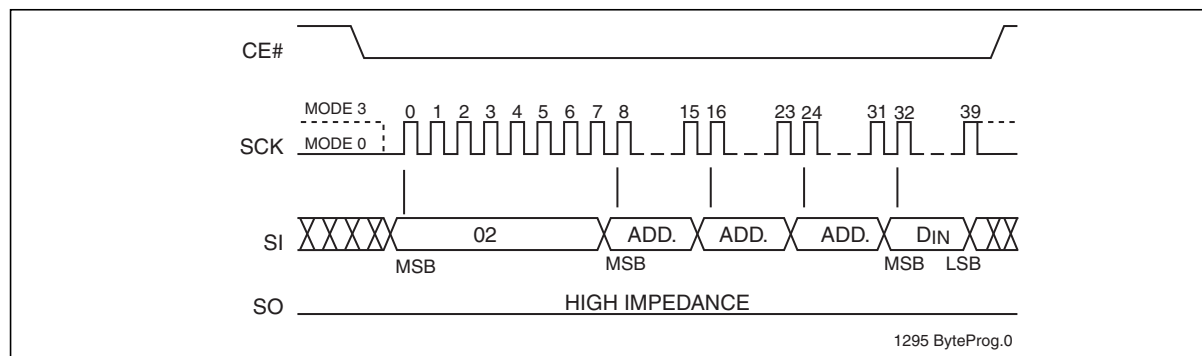 CE#
MODE 3
0 1 2 3 4 5 6 7 8 15 16 23 24 31 32 39
SCK
MODE 0
SI
02 ADD. ADD. ADD. DIN
MSB MSB MSB LSB
SO
HIGH IMPEDANCE
1295 ByteProg.0